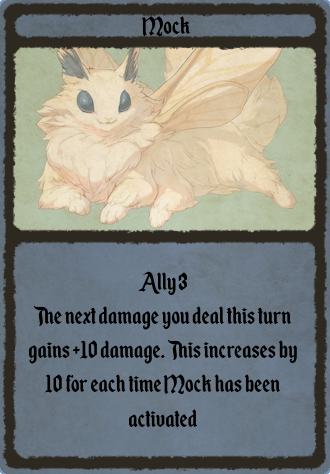 Mock
Ally 3
The next damage you deal this turn
gains +10 damage. This increases by
10 for each time Mock has been
activated